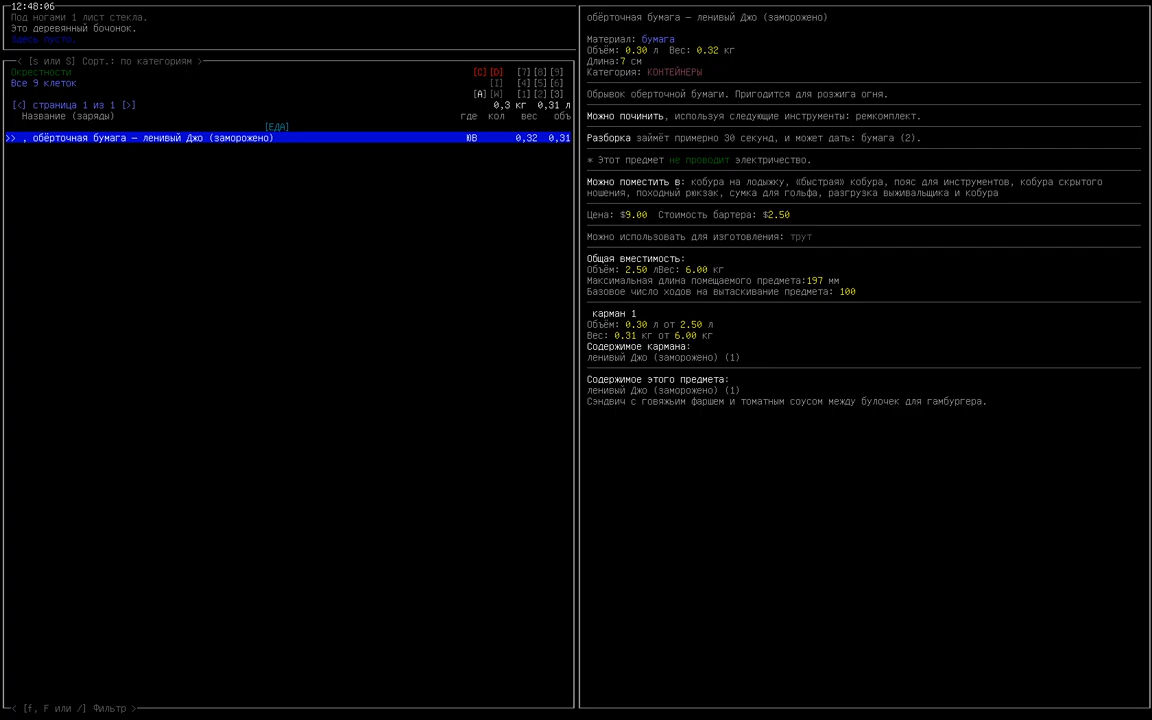 12:48:06
Под ногами 1 лист стекла.
Это деревянный бочонок.
Здесь пусто.
< [s или S] Сорт.: по категориям >
Окрестности [C] [D] [7] [8] [9]
Все 9 клеток [I] [4] [5] [6]
[A] [W] [1] [2] [3]
[<] страница 1 из 1 [>] 0,3 кг 0,31 л
Название (заряды) где кол вес объ
[ЕДА]
>> , обёрточная бумага — ленивый Джо (заморожено) ЮВ 0,32 0,31
< [f, F или /] Фильтр >
обёрточная бумага — ленивый Джо (заморожено)
Материал: бумага
Объём: 0.30 л Вес: 0.32 кг
Длина:7 см
Категория: КОНТЕЙНЕРЫ
Обрывок оберточной бумаги. Пригодится для розжига огня.
Можно починить, используя следующие инструменты: ремкомплект.
Разборка займёт примерно 30 секунд, и может дать: бумага (2).
* Этот предмет не проводит электричество.
Можно поместить в: кобура на лодыжку, «быстрая» кобура, пояс для инструментов, кобура скрытого
ношения, походный рюкзак, сумка для гольфа, разгрузка выживальщика и кобура
Цена: $9.00 Стоимость бартера: $2.50
Можно использовать для изготовления: трут
Общая вместимость:
Объём: 2.50 лВес: 6.00 кг
Максимальная длина помещаемого предмета:197 мм
Базовое число ходов на вытаскивание предмета: 100
карман 1
Объём: 0.30 л от 2.50 л
Вес: 0.31 кг от 6.00 кг
Содержимое кармана:
ленивый Джо (заморожено) (1)
Содержимое этого предмета:
ленивый Джо (заморожено) (1)
Сэндвич с говяжьим фаршем и томатным соусом между булочек для гамбургера.